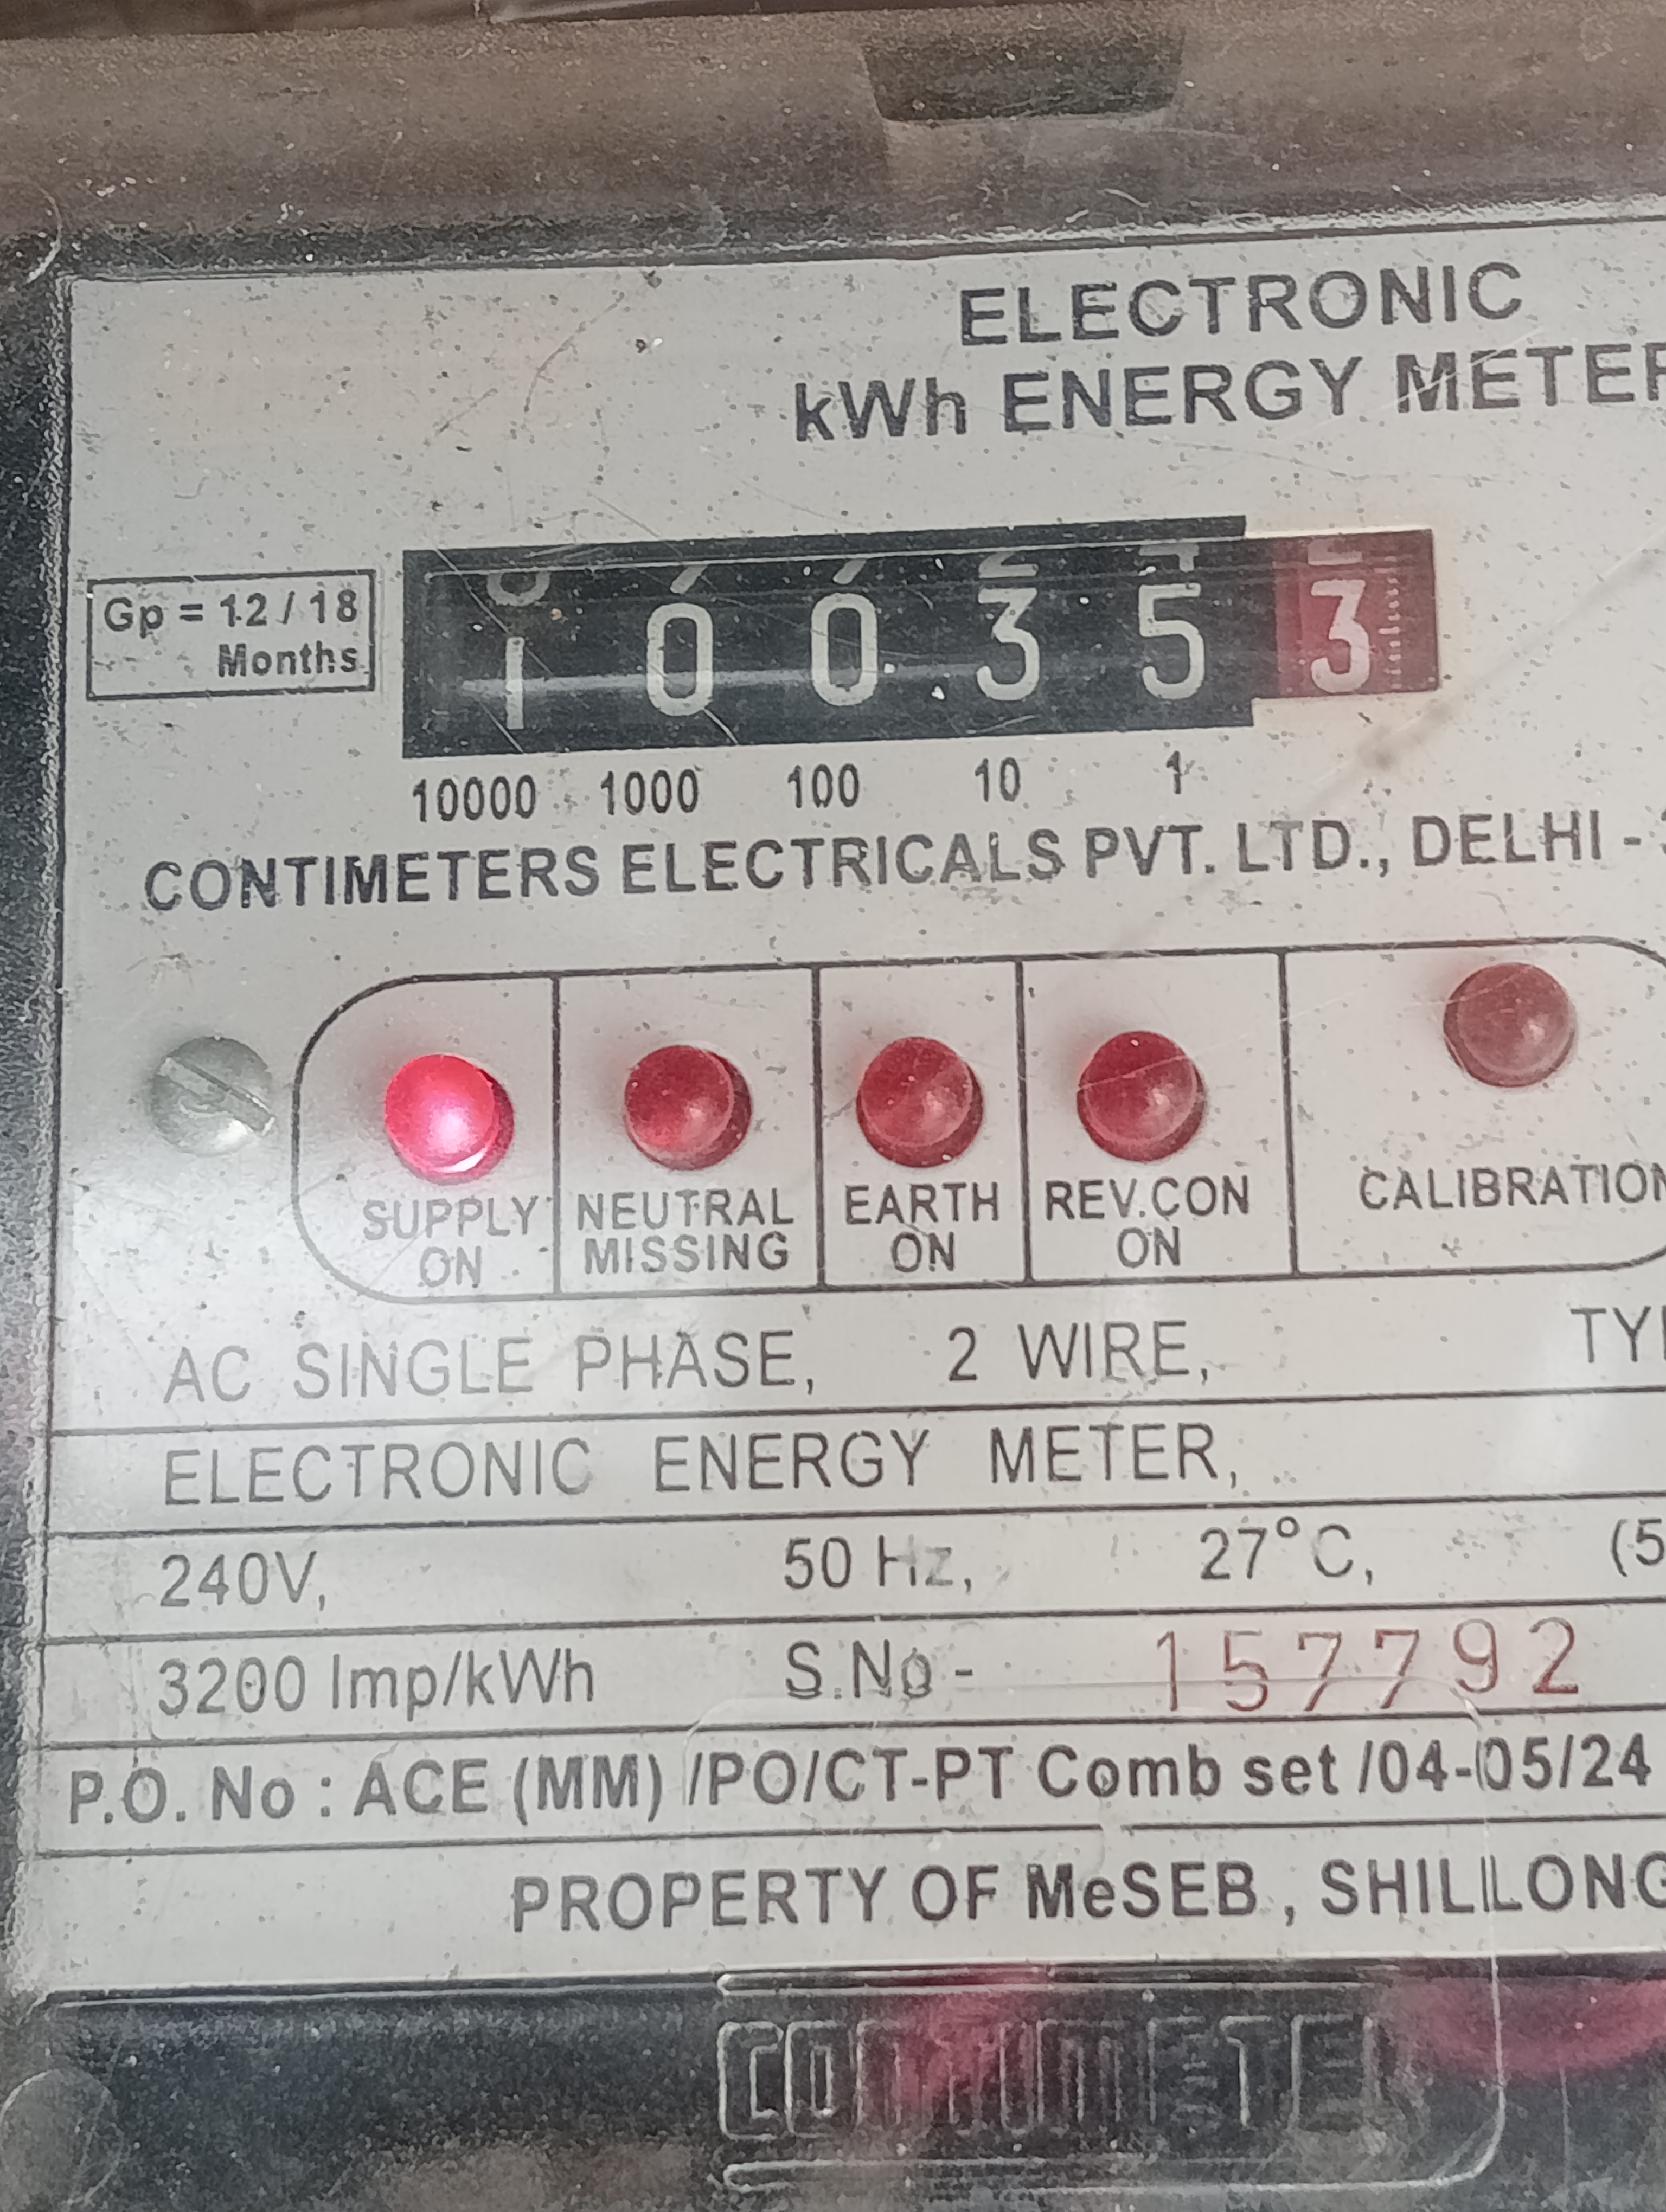 ELECTRONIC
kWh ENERGY METER
Gp = 12 / 18
Months
1 0 0 3 5 3
10000 1000 100 10 1
CONTIMETERS ELECTRICALS PVT. LTD., DELHI -
SUPPLY ON
NEUTRAL MISSING
EARTH ON
REV.CON ON
CALIBRATION
AC SINGLE PHASE, 2 WIRE,
ELECTRONIC ENERGY METER,
240V, 50 Hz, 27°C, (5
3200 Imp/kWh S.No - 157792
P.O. No : ACE (MM) /PO/CT-PT Comb set /04-05/24
PROPERTY OF MeSEB, SHILLONG